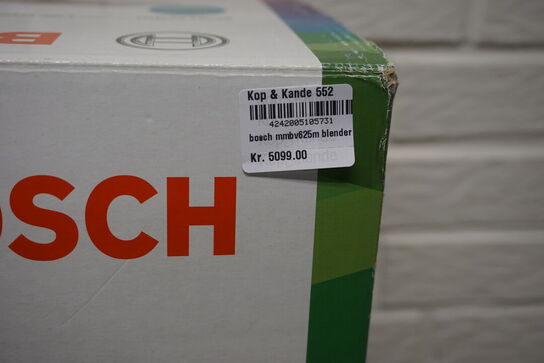 B
Kop & Kande 552
4242005105731
bosch mmbv625m blender
Kr. 5099.00
OSCH